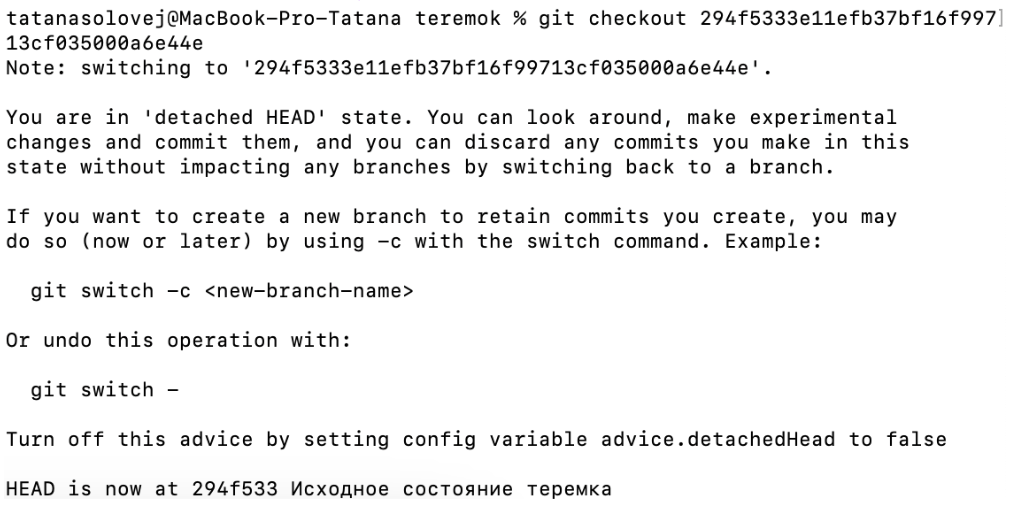 tatanasolovej@MacBook-Pro-Tatana teremok % git checkout 294f5333e11efb37bf16f997]
13cf035000a6e44e
Note: switching to '294f5333e11efb37bf16f99713cf035000a6e44e'.
You are in 'detached HEAD' state. You can look around, make experimental
changes and commit them, and you can discard any commits you make in this
state without impacting any branches by switching back to a branch.
If you want to create a new branch to retain commits you create, you may
do so (now or later) by using -c with the switch command. Example:
git switch -c <new-branch-name>
Or undo this operation with:
git switch -
Turn off this advice by setting config variable advice.detachedHead to false
HEAD is now at 294f533 Исходное состояние теремка